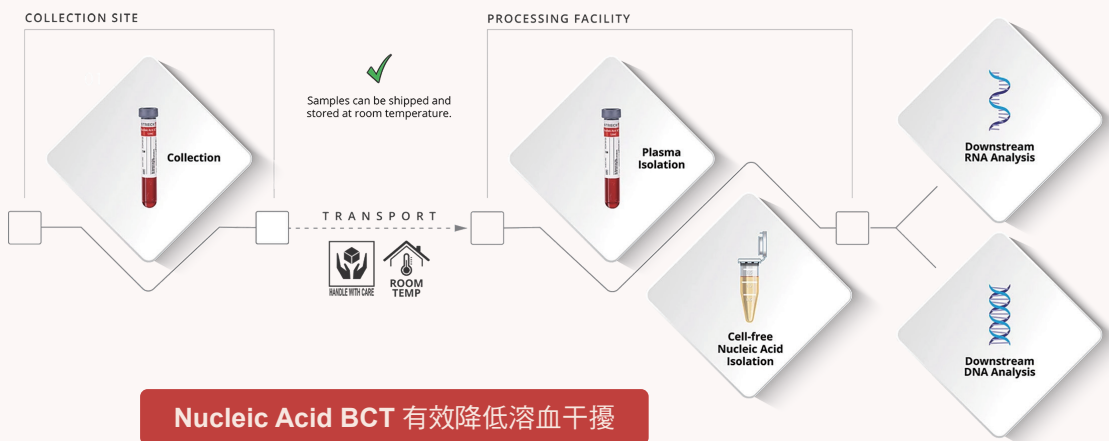 COLLECTION SITE
PROCESSING FACILITY
Samples can be shipped and
stored at room temperature.
Collection
Plasma
Isolation
Downstream
RNA Analysis
TRANSPORT
HANDLE WITH CARE
ROOM
TEMP
Cell-free
Nucleic Acid
Isolation
Downstream
DNA Analysis
Nucleic Acid BCT 有效降低溶血干擾